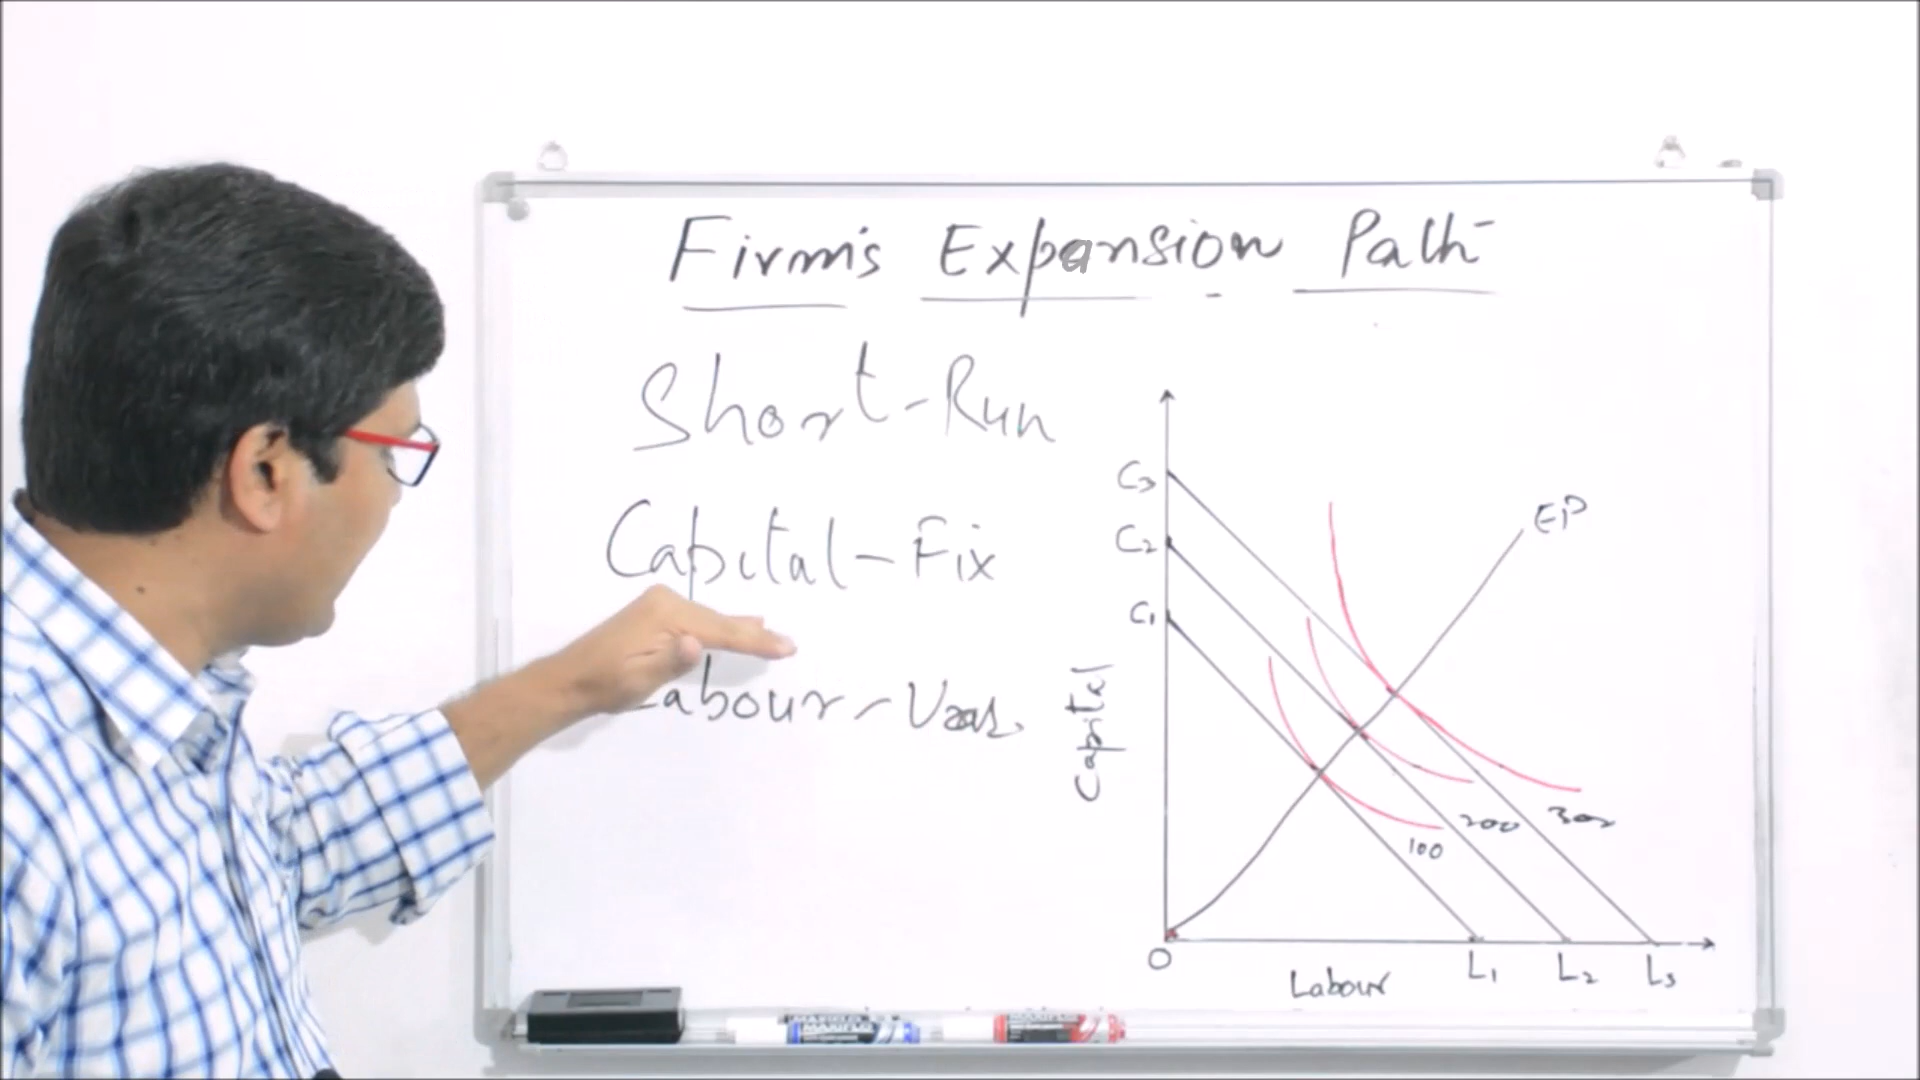 Firm's Expansion Path
Short-Run
Capital-Fix
Labour-Var.
C3
C2
C1
Capital
EP
300
200
100
O
Labour
L1
L2
L3
MAXIFLO